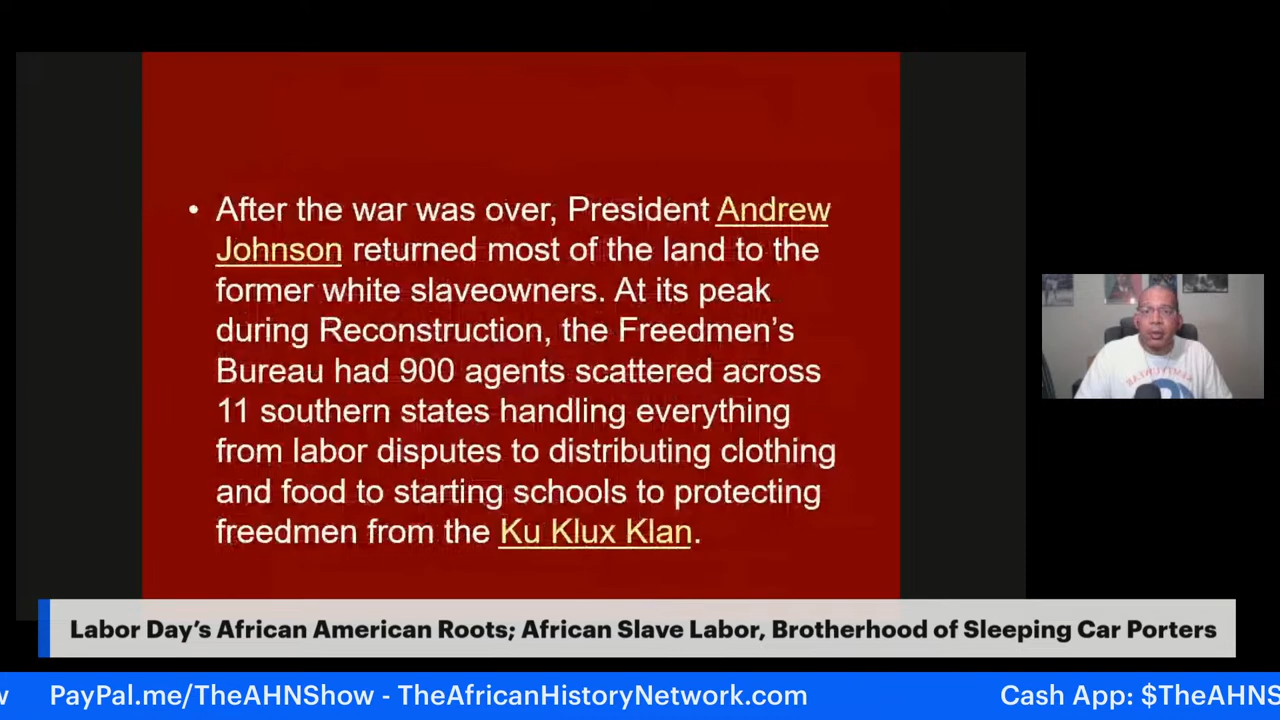 • After the war was over, President Andrew
Johnson returned most of the land to the
former white slaveowners. At its peak
during Reconstruction, the Freedmen’s
Bureau had 900 agents scattered across
11 southern states handling everything
from labor disputes to distributing clothing
and food to starting schools to protecting
freedmen from the Ku Klux Klan.
Labor Day's African American Roots; African Slave Labor, Brotherhood of Sleeping Car Porters
PayPal.me/TheAHNShow - TheAfricanHistoryNetwork.com
Cash App: $TheAHNS